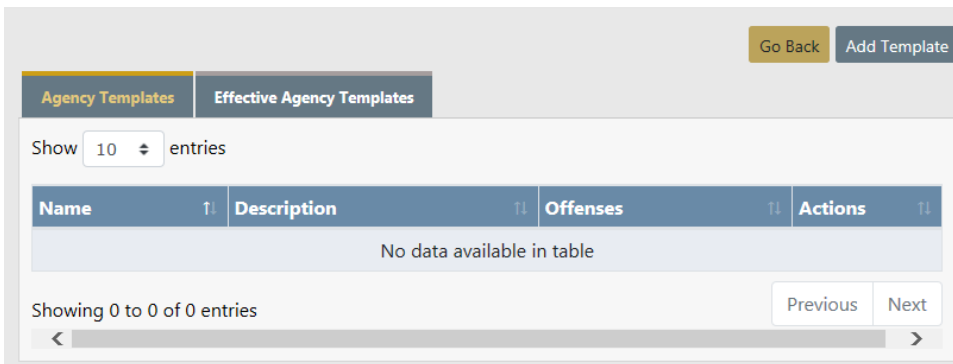 Go Back Add Template
Agency Templates Effective Agency Templates
Show 10 entries
Name Description Offenses Actions
No data available in table
Showing 0 to 0 of 0 entries Previous Next